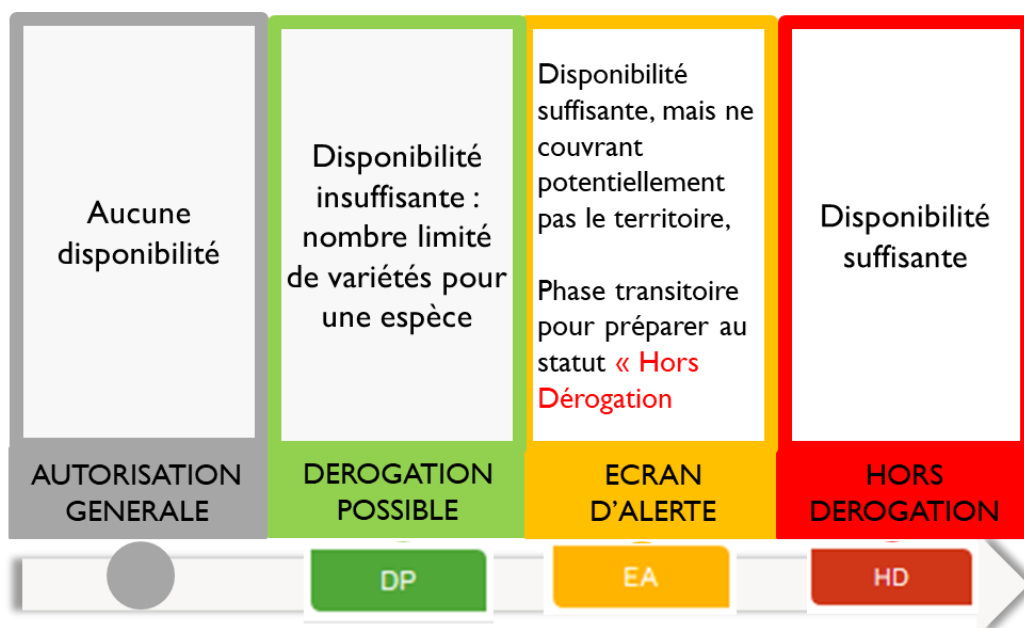 Aucune
disponibilité
AUTORISATION
GENERALE
Disponibilité
insuffisante :
nombre limité
de variétés pour
une espèce
DEROGATION
POSSIBLE
DP
Disponibilité
suffisante, mais ne
couvrant
potentiellement
pas le territoire,
Phase transitoire
pour préparer au
statut « Hors
Dérogation
ECRAN
D’ALERTE
EA
Disponibilité
suffisante
HORS
DEROGATION
HD